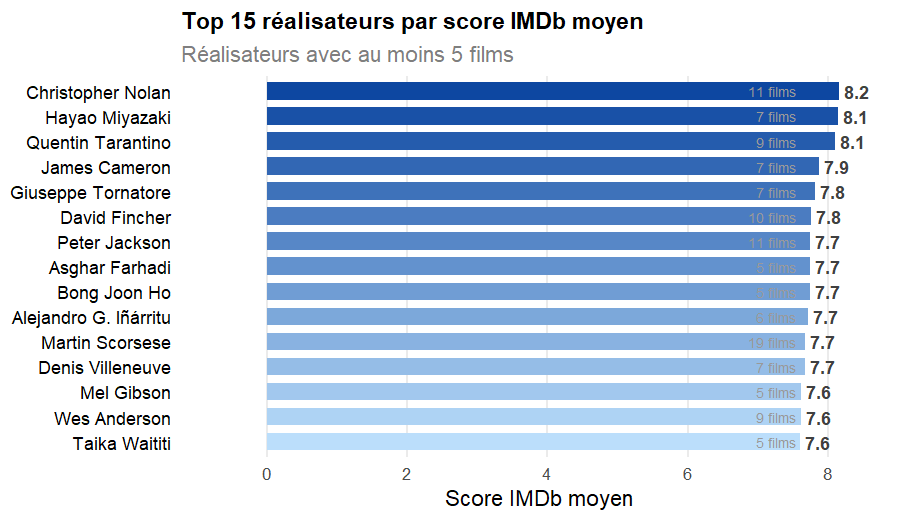 Top 15 réalisateurs par score IMDb moyen
Réalisateurs avec au moins 5 films
Christopher Nolan 11 films 8.2
Hayao Miyazaki 7 films 8.1
Quentin Tarantino 9 films 8.1
James Cameron 7 films 7.9
Giuseppe Tornatore 7 films 7.8
David Fincher 10 films 7.8
Peter Jackson 11 films 7.7
Asghar Farhadi 5 films 7.7
Bong Joon Ho films 7.7
Alejandro G. Iñárritu 6 films 7.7
Martin Scorsese 19 films 7.7
Denis Villeneuve 7 films 7.7
Mel Gibson 5 films 7.6
Wes Anderson 9 films 7.6
Taika Waititi 5 films 7.6
0 2 4 6 8
Score IMDb moyen